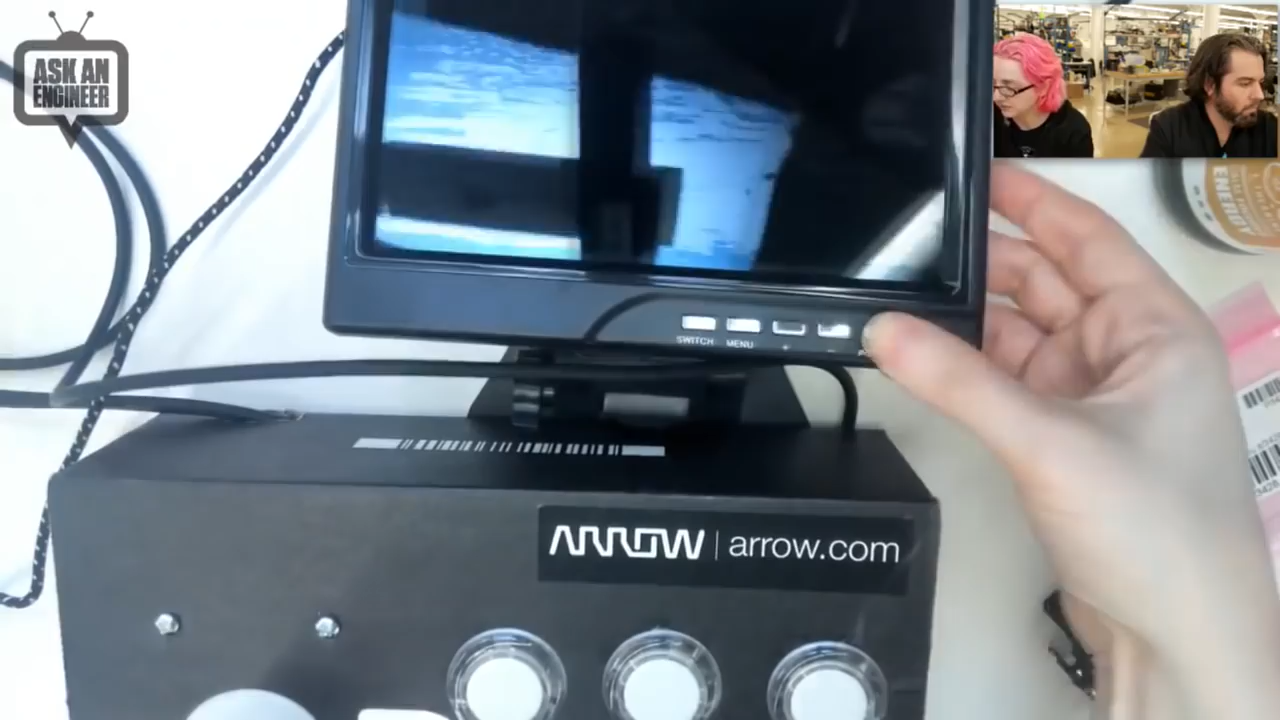 ASK AN
ENGINEER
SWITCH
MENU
+
-
ARROW | arrow.com
ENERGY